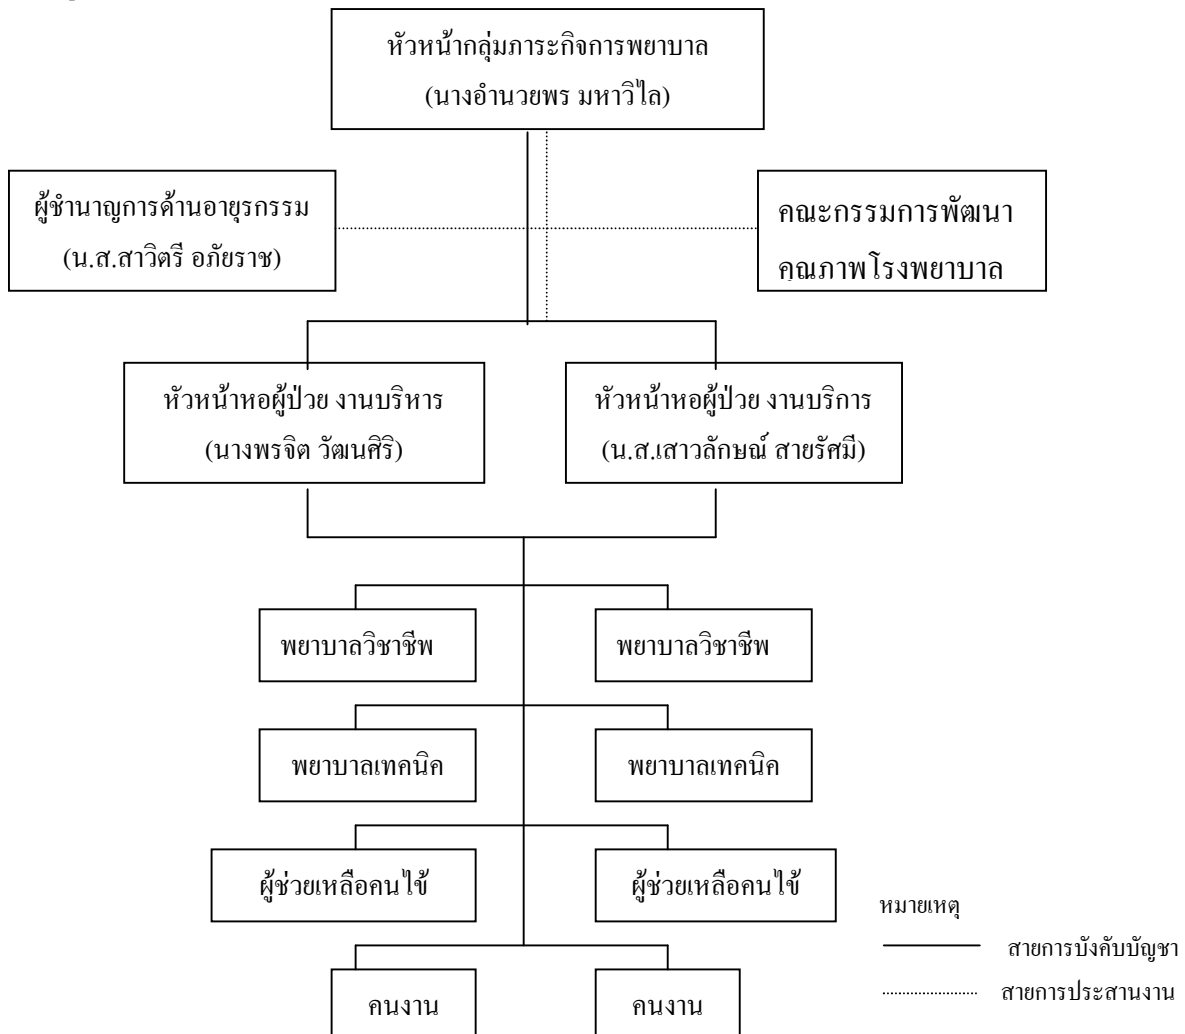 หัวหน้ากลุ่มภาระกิจการพยาบาล
(นางอำนวยพร มหาวิไล)
ผู้ชำนาญการด้านอายุรกรรม
(น.ส.สาวิตรี อภัยราช)
คณะกรรมการพัฒนา
คุณภาพโรงพยาบาล
หัวหน้าหอผู้ป่วย งานบริหาร
(นางพรจิต วัฒนศิริ)
หัวหน้าหอผู้ป่วย งานบริการ
(น.ส.เสาวลักษณ์ สายรัศมี)
พยาบาลวิชาชีพ
พยาบาลวิชาชีพ
พยาบาลเทคนิค
พยาบาลเทคนิค
ผู้ช่วยเหลือคนไข้
ผู้ช่วยเหลือคนไข้
คนงาน
คนงาน
หมายเหตุ
สายการบังคับบัญชา
สายการประสานงาน